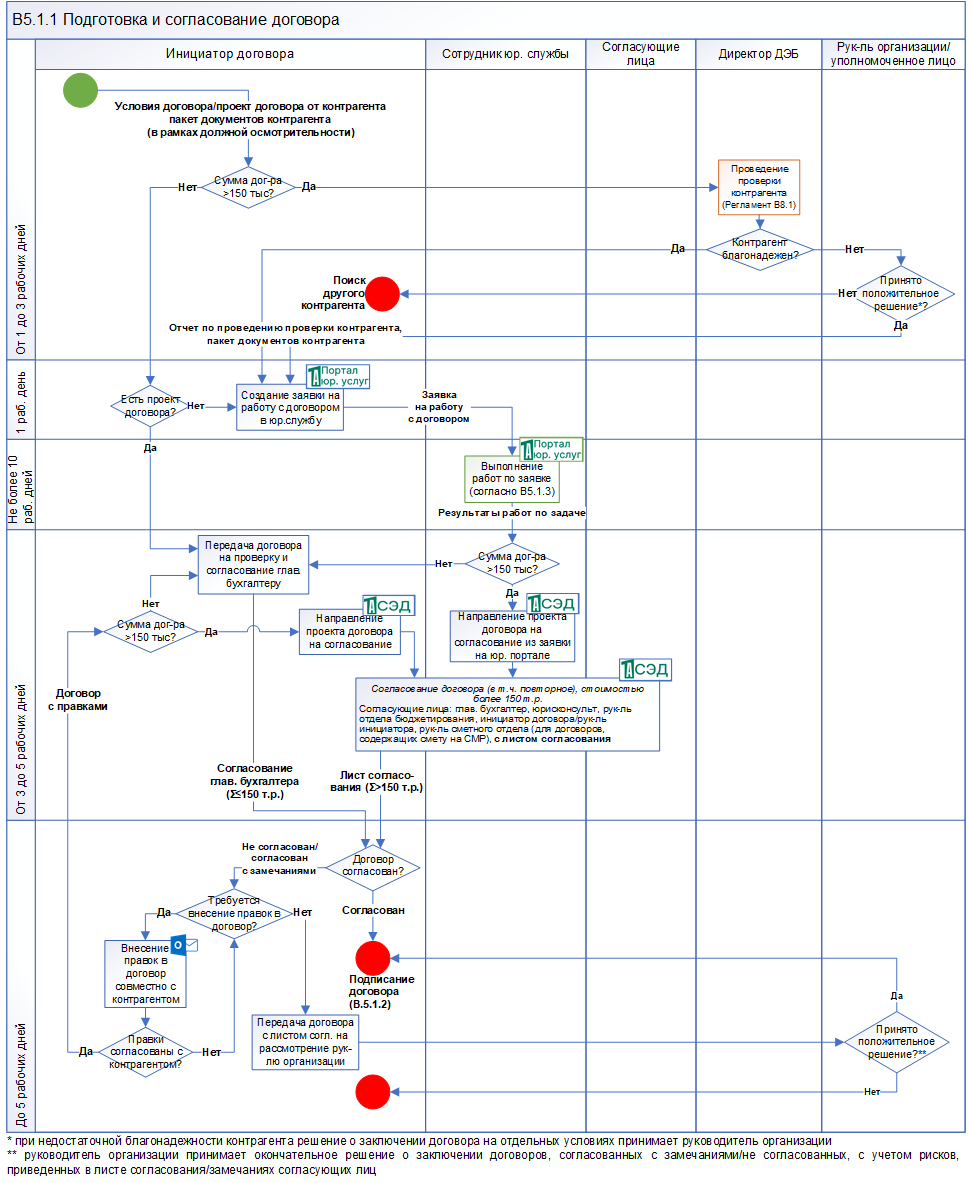 В5.1.1 Подготовка и согласование договора
Инициатор договора
Сотрудник юр. службы
Согласующие
лица
Директор ДЭБ
Рук-ль организации/
уполномоченное лицо
От 1 до 3 рабочих дней
Условия договора/проект договора от контрагента
пакет документов контрагента
(в рамках должной осмотрительности)
Нет
Сумма дог-ра
>150 тыс?
Да
Проведение
проверки
контрагента
(Регламент В8.1)
Да
Контрагент
благонадежен?
Нет
Поиск
другого
контрагента
Нет
Принято
положительное
решение*?
Да
Отчет по проведению проверки контрагента,
пакет документов контрагента
1 раб. день
Портал
юр. услуг
Есть проект
договора?
Нет
Создание заявки на
работу с договором
в юр.службу
Заявка
на работу
с договором
Да
Не более 10
раб. дней
Портал
юр. услуг
Выполнение
работ по заявке
(согласно В5.1.3)
Результаты работ по задаче
От 3 до 5 рабочих дней
Передача договора
на проверку и
согласование глав.
бухгалтеру
Нет
Сумма дог-ра
>150 тыс?
Да
Нет
Сумма дог-ра
>150 тыс?
Да
СЭД
Направление
проекта договора
на согласование
СЭД
Направление проекта
договора на
согласование из заявки
на юр. портале
СЭД
Согласование договора (в т.ч. повторное), стоимостью
более 150 т.р.
Согласующие лица: глав. бухгалтер, юрисконсульт, рук-ль
отдела бюджетирования, инициатор договора/рук-ль
инициатора, рук-ль сметного отдела (для договоров,
содержащих смету на СМР), с листом согласования
Договор
с правками
Согласование
глав. бухгалтера
(Σ≤150 т.р.)
Лист согласо-
вания (Σ>150 т.р.)
До 5 рабочих дней
Не согласован/
согласован
с замечаниями
Договор
согласован?
Согласован
Да
Требуется
внесение правок в
договор?
Нет
Внесение
правок в
договор
совместно с
контрагентом
Подписание
договора
(В.5.1.2)
Да
Правки
согласованы с
контрагентом?
Нет
Передача договора
с листом согл. на
рассмотрение рук-
лю организации
Да
Принято
положительное
решение?**
Нет
* при недостаточной благонадежности контрагента решение о заключении договора на отдельных условиях принимает руководитель организации
** руководитель организации принимает окончательное решение о заключении договоров, согласованных с замечаниями/не согласованных, с учетом рисков,
приведенных в листе согласования/замечаниях согласующих лиц